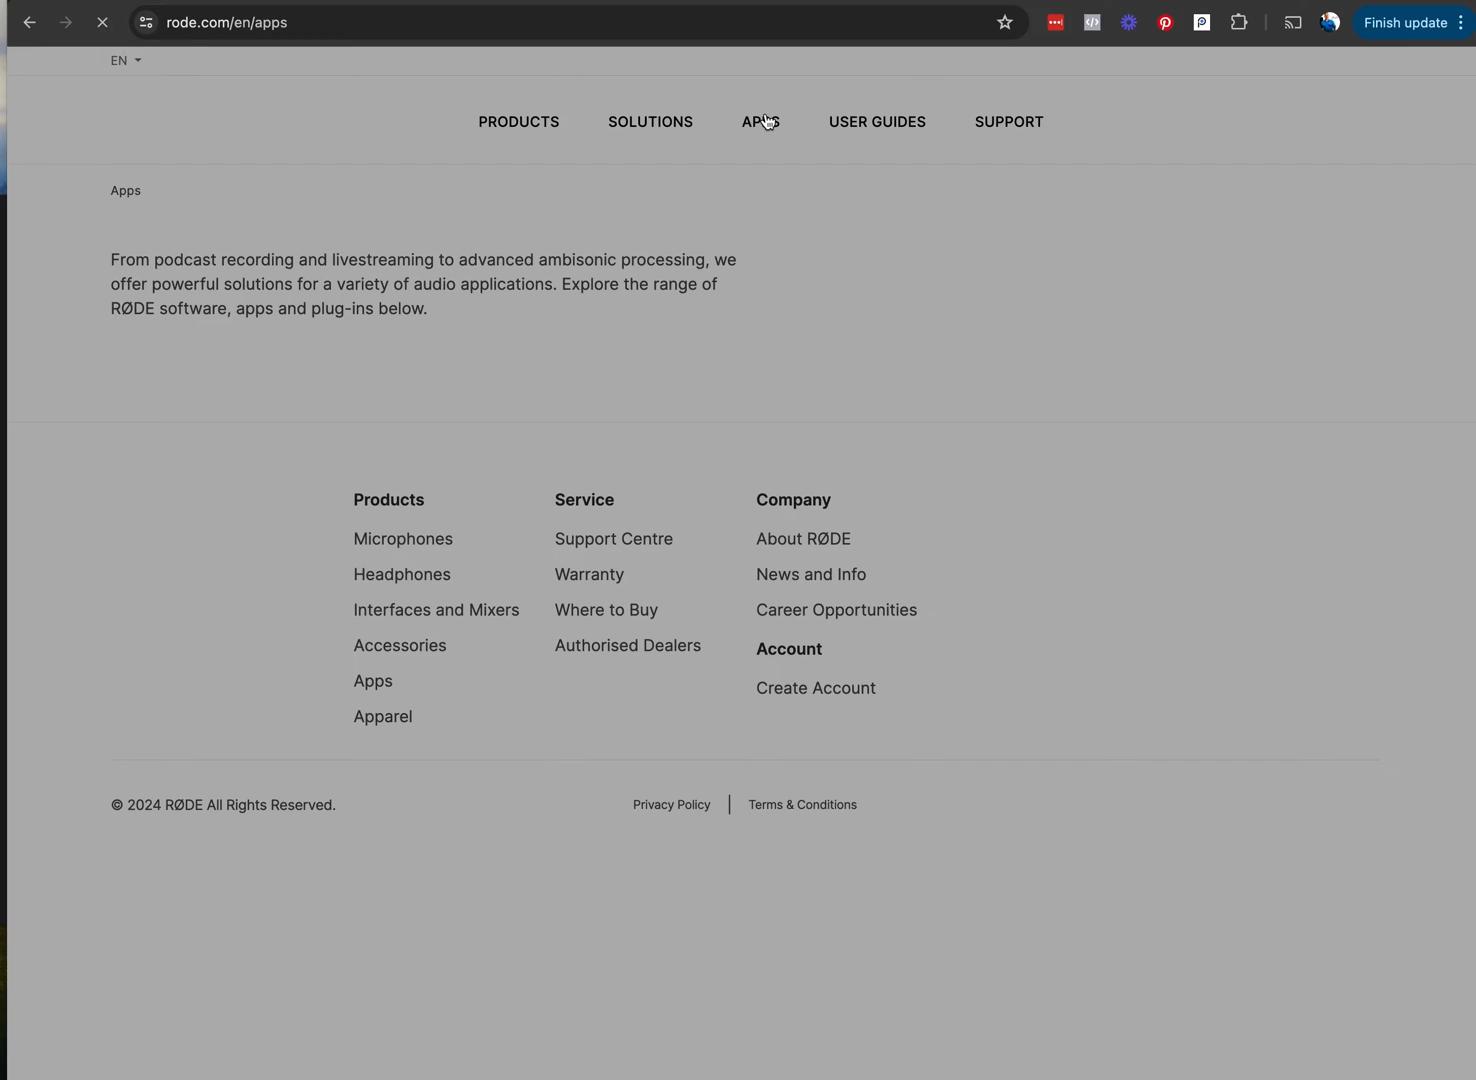 rode.com/en/apps
Finish update
EN
PRODUCTS
SOLUTIONS
APPS
USER GUIDES
SUPPORT
Apps
From podcast recording and livestreaming to advanced ambisonic processing, we
offer powerful solutions for a variety of audio applications. Explore the range of
RØDE software, apps and plug-ins below.
Products
Microphones
Headphones
Interfaces and Mixers
Accessories
Apps
Apparel
Service
Support Centre
Warranty
Where to Buy
Authorised Dealers
Company
About RØDE
News and Info
Career Opportunities
Account
Create Account
© 2024 RØDE All Rights Reserved.
Privacy Policy
Terms & Conditions